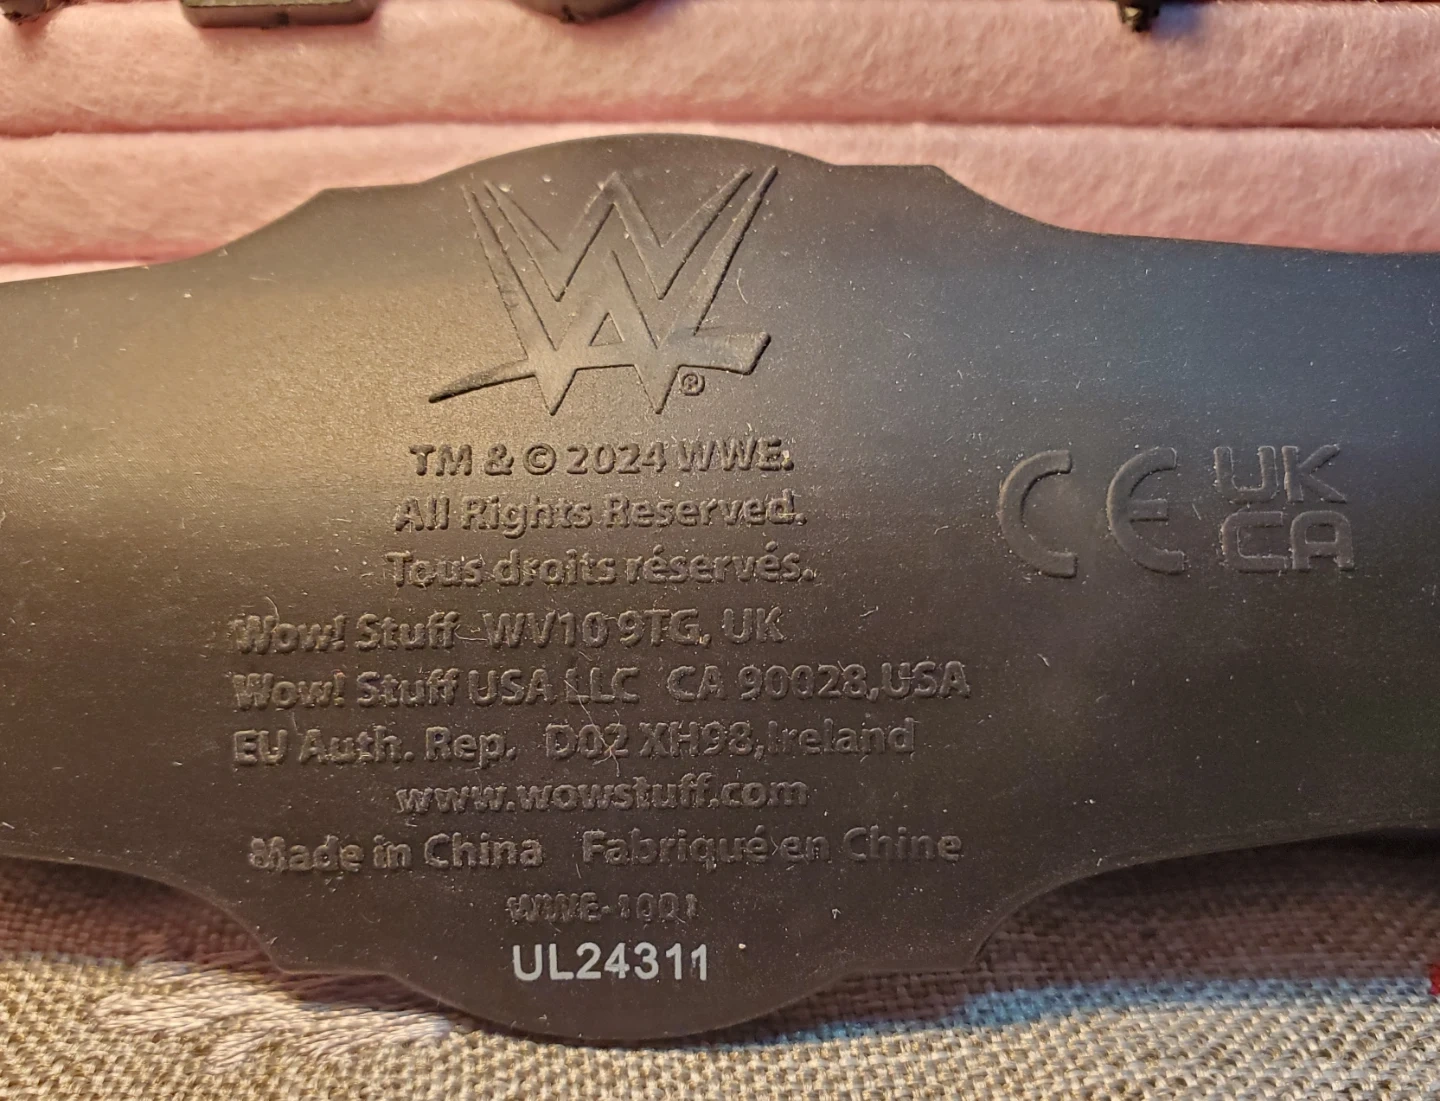 W
®
TM & © 2024 WWE.
All Rights Reserved.
Tous droits réservés.
Wow! Stuff WV10 9TG, UK
Wow! Stuff USA LLC CA 90028,USA
EU Auth. Rep. D02 XH98,Ireland
www.wowstuff.com
Made in China Fabriqué en Chine
WWE-1001
UL24311
CE UK
CA